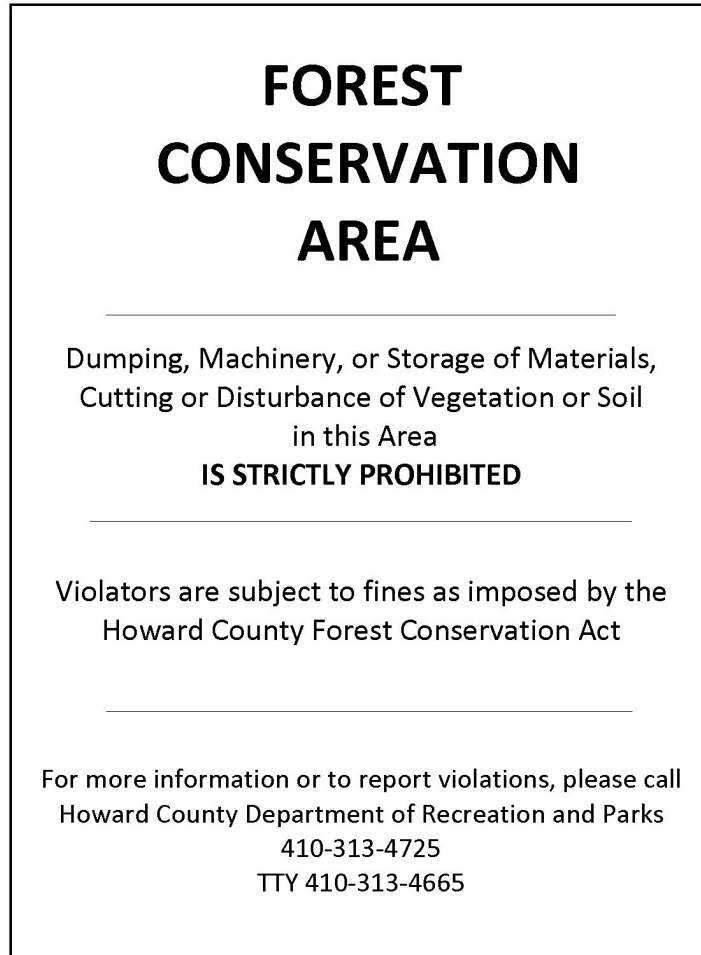 FOREST
CONSERVATION
AREA
Dumping, Machinery, or Storage of Materials,
Cutting or Disturbance of Vegetation or Soil
in this Area
IS STRICTLY PROHIBITED
Violators are subject to fines as imposed by the
Howard County Forest Conservation Act
For more information or to report violations, please call
Howard County Department of Recreation and Parks
410-313-4725
TTY 410-313-4665